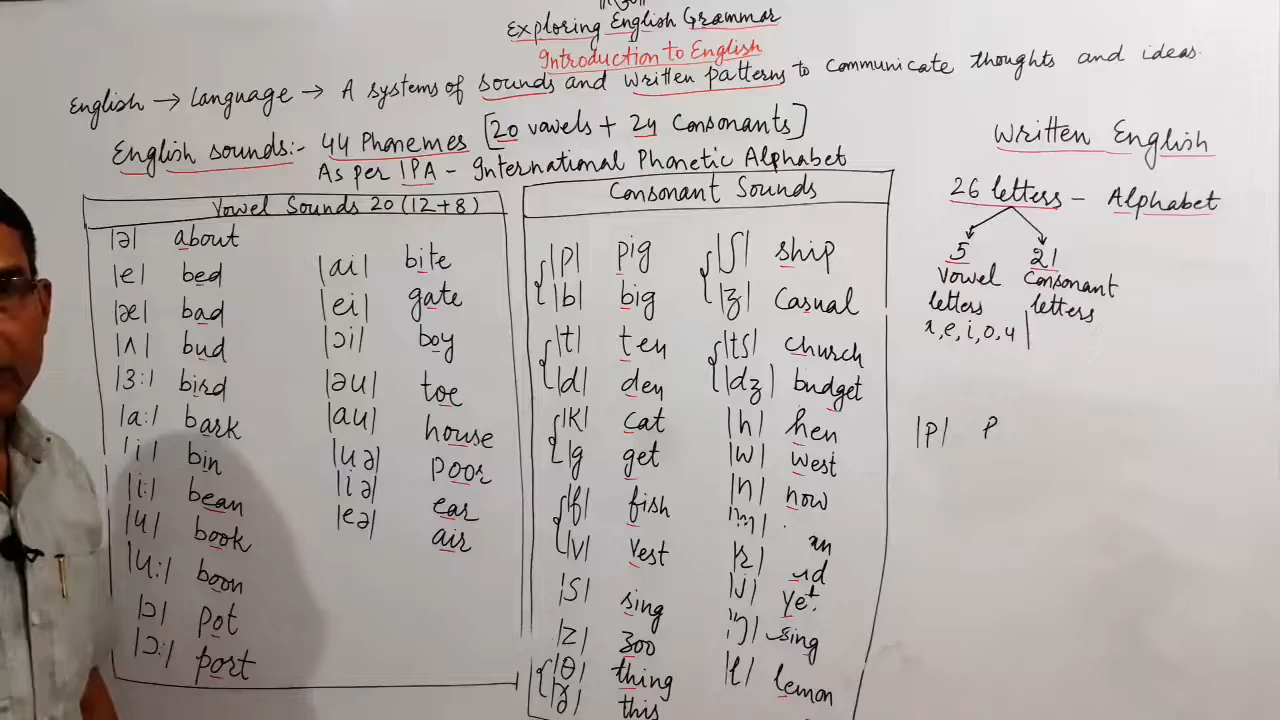 Exploring English Grammar
Introduction to English
English → Language → A systems of sounds and written patterns to communicate thoughts and ideas.
English sounds:- 44 Phonemes [20 vowels + 24 Consonants]
As per IPA - International Phonetic Alphabet
Vowel Sounds 20 (12+8)
|ə| about
|e| bed
|æ| bad
|ʌ| bud
|3:| bird
|a:| bark
|i| bin
|i:| bean
|u| book
|u:| boon
|ɔ| pot
|ɔ:| port
|ai| bite
|ei| gate
|ɔi| boy
|əu| toe
|au| house
|uə| poor
|iə| ear
|eə| air
Consonant Sounds
|p| pig
|b| big
|t| ten
|d| den
|k| cat
|g get
|f| fish
|v| vest
|s| sing
|z| zoo
|θ| thing
|ð| this
|ʃ| ship
|ʒ| casual
|tʃ| church
|dʒ| budget
|h| hen
|w| west
|n| now
|m|
|r|
|j| yet.
|ŋ| sing
|l| lemon
Written English
26 letters - Alphabet
5 vowel letters
a, e, i, o, u
21 Consonant letters
|p| P